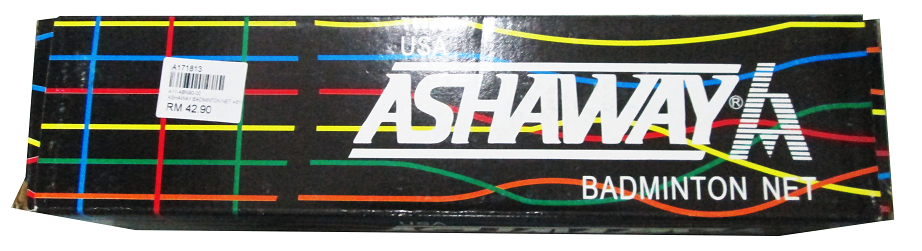 USA
ASHAWAY®
BADMINTON NET
A171813
RM 42.90